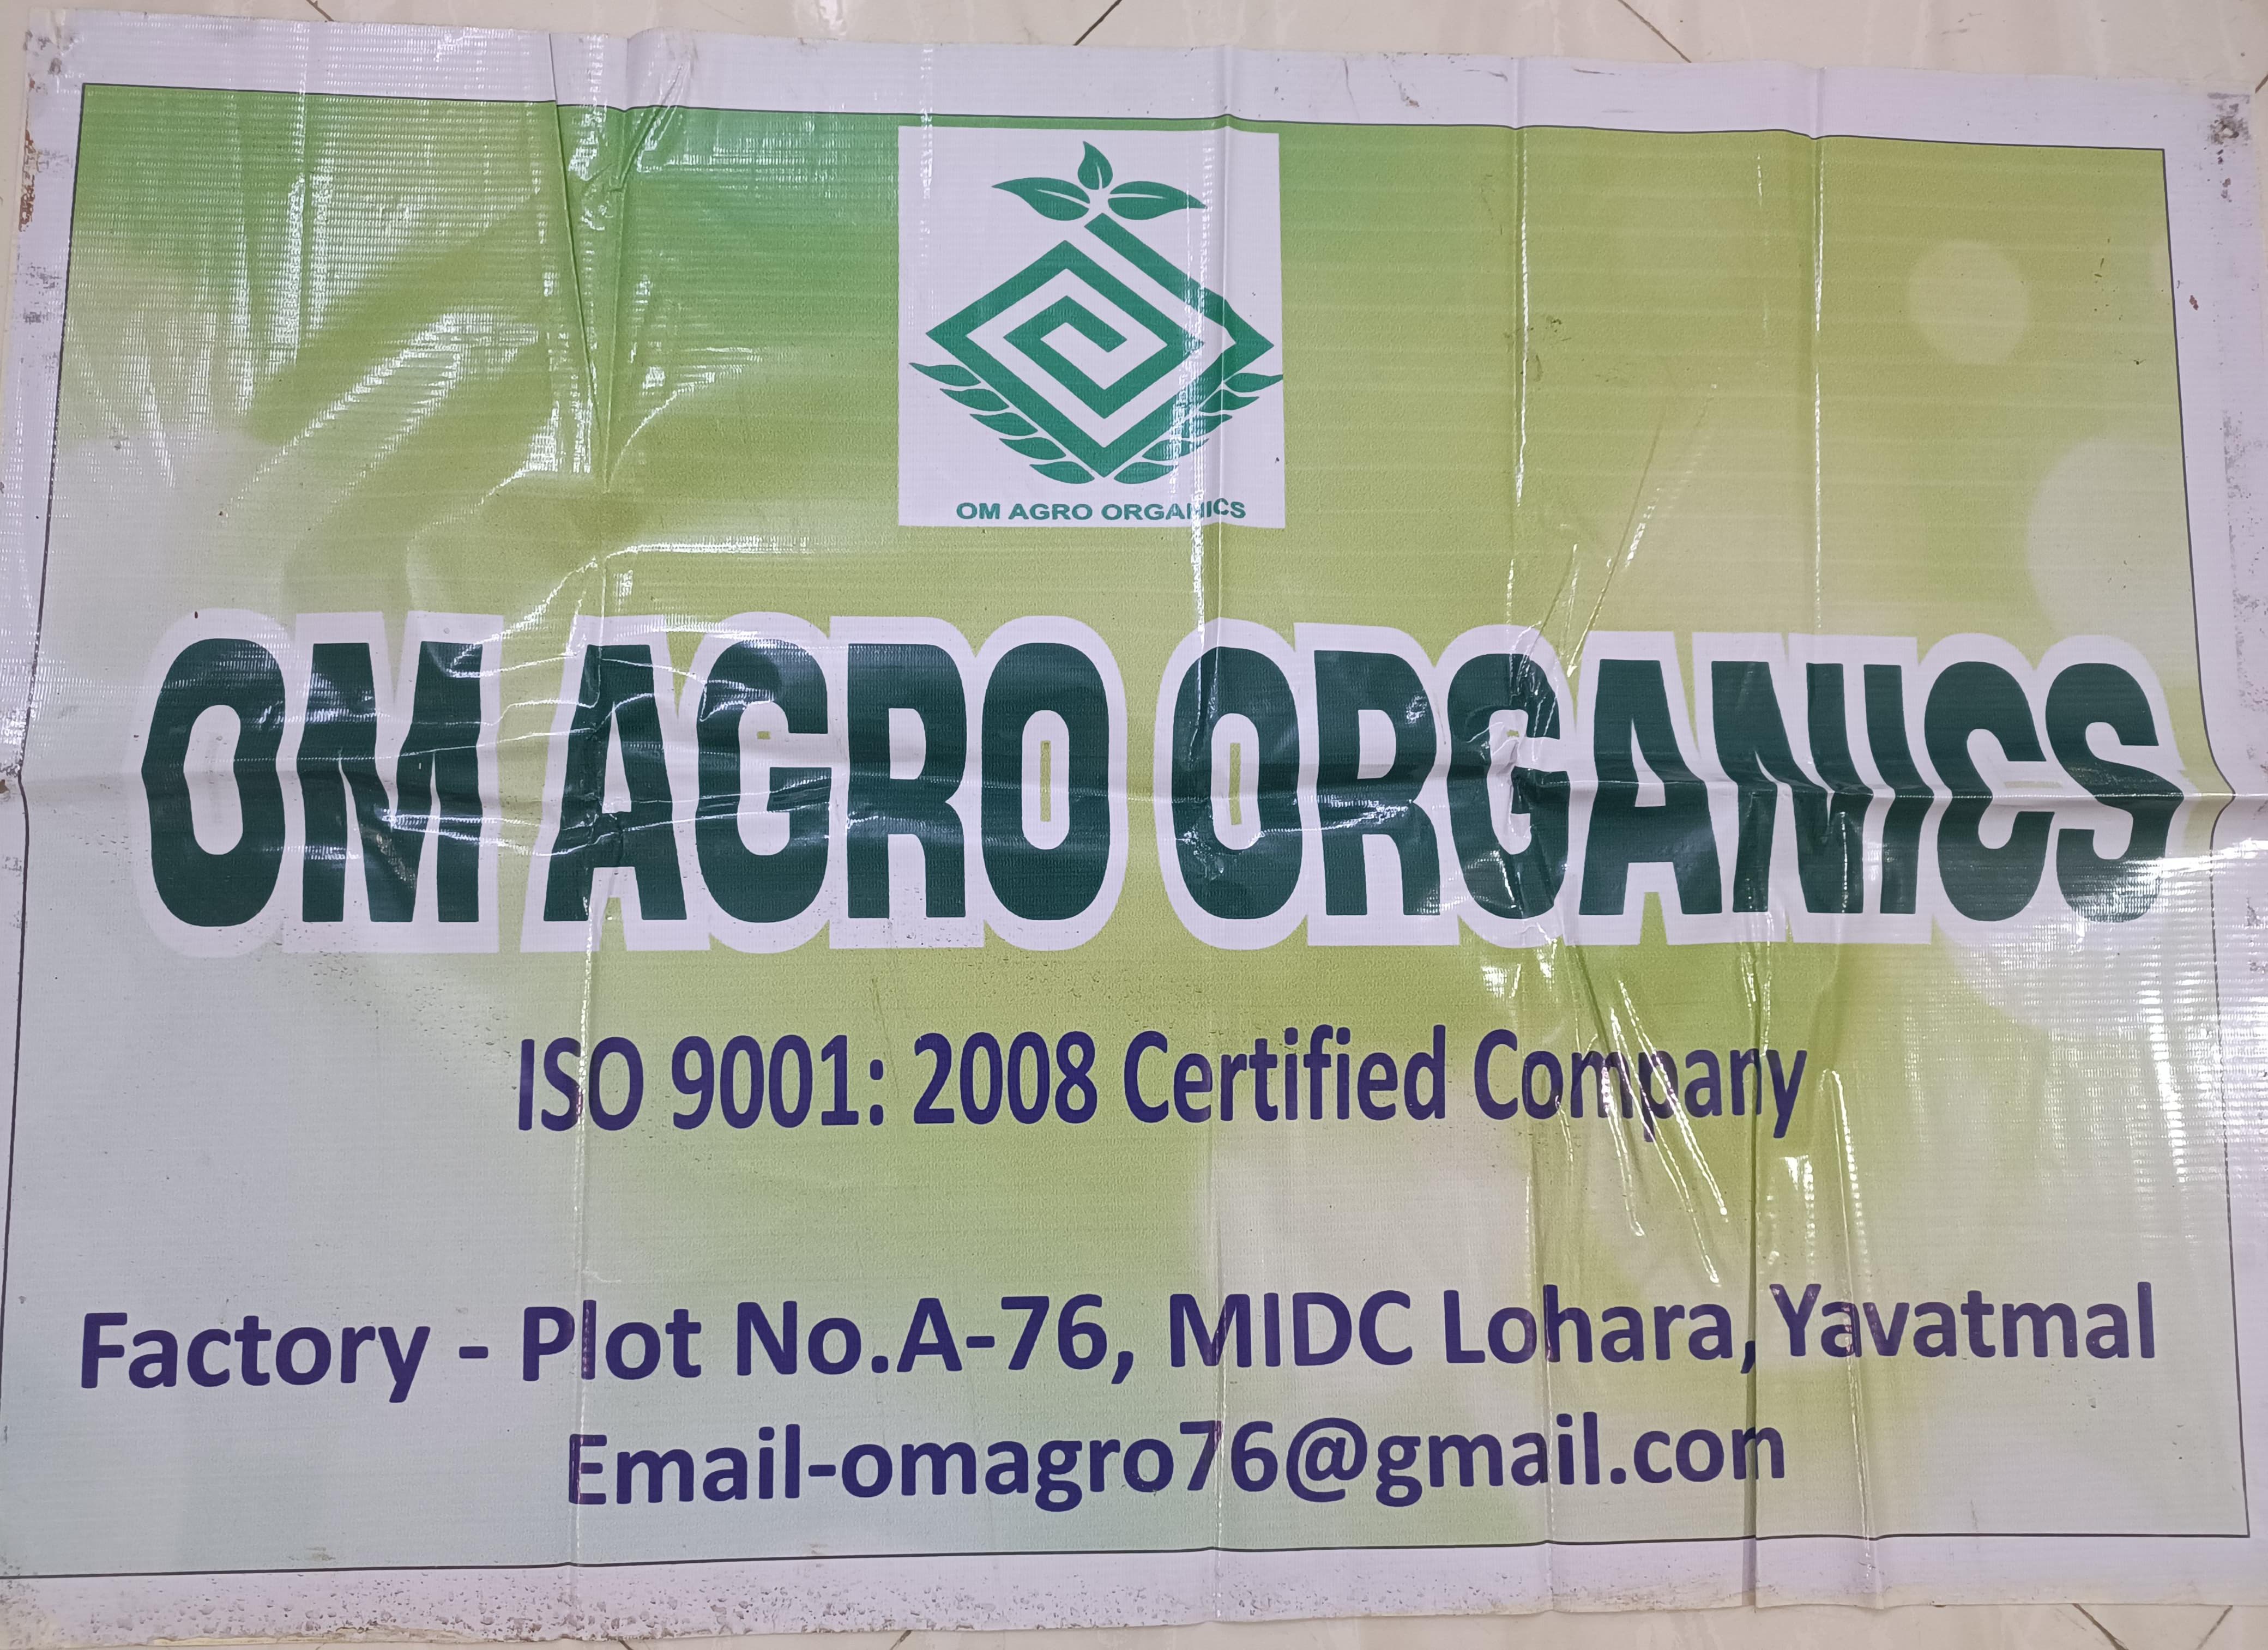 OM AGRO ORGANICS
OM AGRO ORGANICS
ISO 9001: 2008 Certified Company
Factory - Plot No.A-76, MIDC Lohara, Yavatmal
Email-omagro76@gmail.com